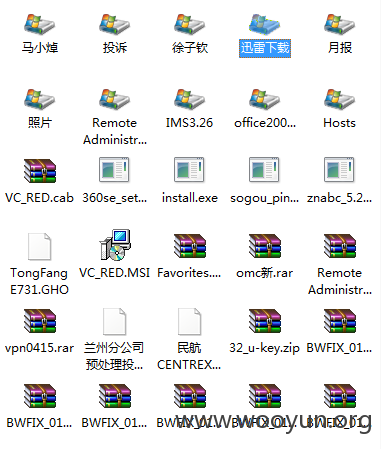 马小焯
投诉
徐子钦
迅雷下载
月报
照片
Remote
Administr...
IMS3.26
office200...
Hosts
VC_RED.cab
360se_set...
install.exe
sogou_pin...
znabc_5.2...
TongFang
E731.GHO
VC_RED.MSI
Favorites....
omc新.rar
Remote
Administr...
vpn0415.rar
兰州分公司
预处理投...
民航
CENTREX...
32_u-key.zip
BWFIX_01...
BWFIX_01...
BWFIX_01...
BWFIX_01...
BWFIX_01...
BWFIX_01...
www.wooyun.org